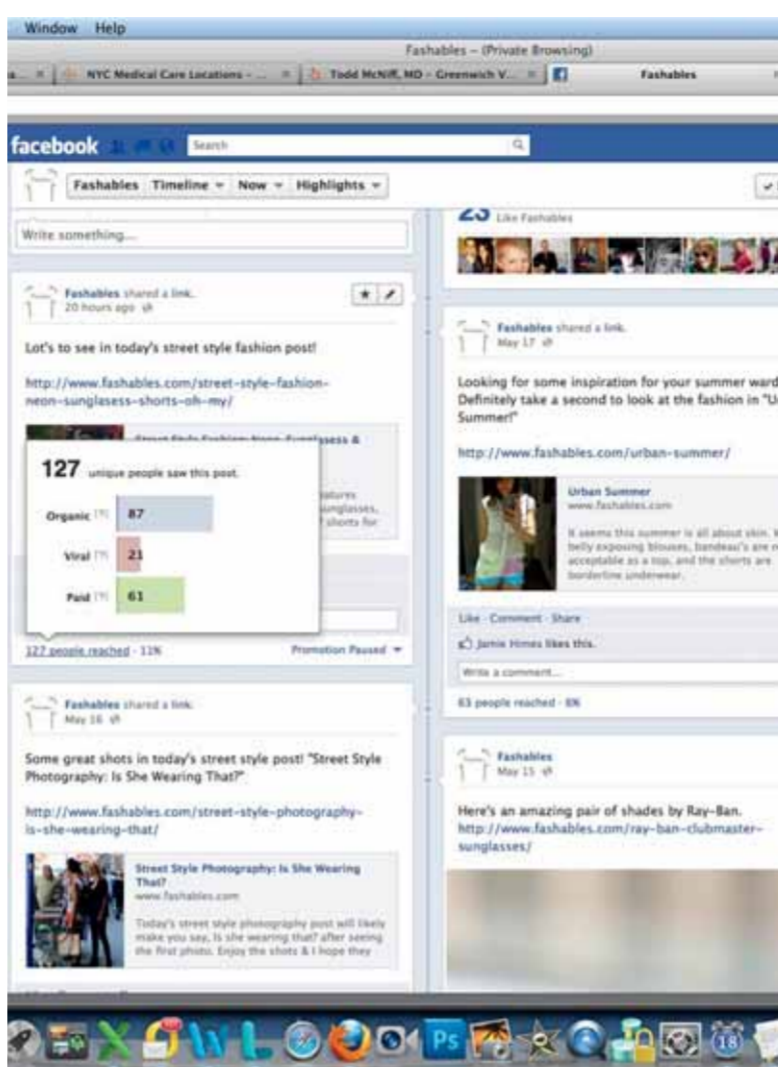 Window Help
Fashables – (Private Browsing)
NYC Medical Care Locations – ...
Todd McNiff, MD – Greenwich V...
Fashables
facebook
Search
Fashables Timeline Now Highlights
Write something...
Fashables shared a link.
20 hours ago
Lot's to see in today's street style fashion post!
http://www.fashables.com/street-style-fashion-
neon-sunglasess-shorts-oh-my/
Street Style Fashion: Neon, Sunglasess &
sunglasses,
shorts for
127 unique people saw this post.
Organic [?] 87
Viral [?] 21
Paid [?] 61
127 people reached · 11%
Promotion Paused
Fashables shared a link.
May 16
Some great shots in today's street style post! "Street Style
Photography: Is She Wearing That?"
http://www.fashables.com/street-style-photography-
is-she-wearing-that/
Street Style Photography: Is She Wearing
That?
www.fashables.com
Today's street style photography post will likely
make you say, is she wearing that? after seeing
the first photo. Enjoy the shots & I hope they
23 Like Fashables
Fashables shared a link.
May 17
Looking for some inspiration for your summer ward
Definitely take a second to look at the fashion in "U
Summer!"
http://www.fashables.com/urban-summer/
Urban Summer
www.fashables.com
It seems this summer is all about skin.
belly exposing blouses, bandeau's are
acceptable as a top, and the shorts are
borderline underwear.
Like · Comment · Share
Jamie Himes likes this.
Write a comment...
63 people reached · 6%
Fashables
May 15
Here's an amazing pair of shades by Ray-Ban.
http://www.fashables.com/ray-ban-clubmaster-
sunglasses/
Ps
18